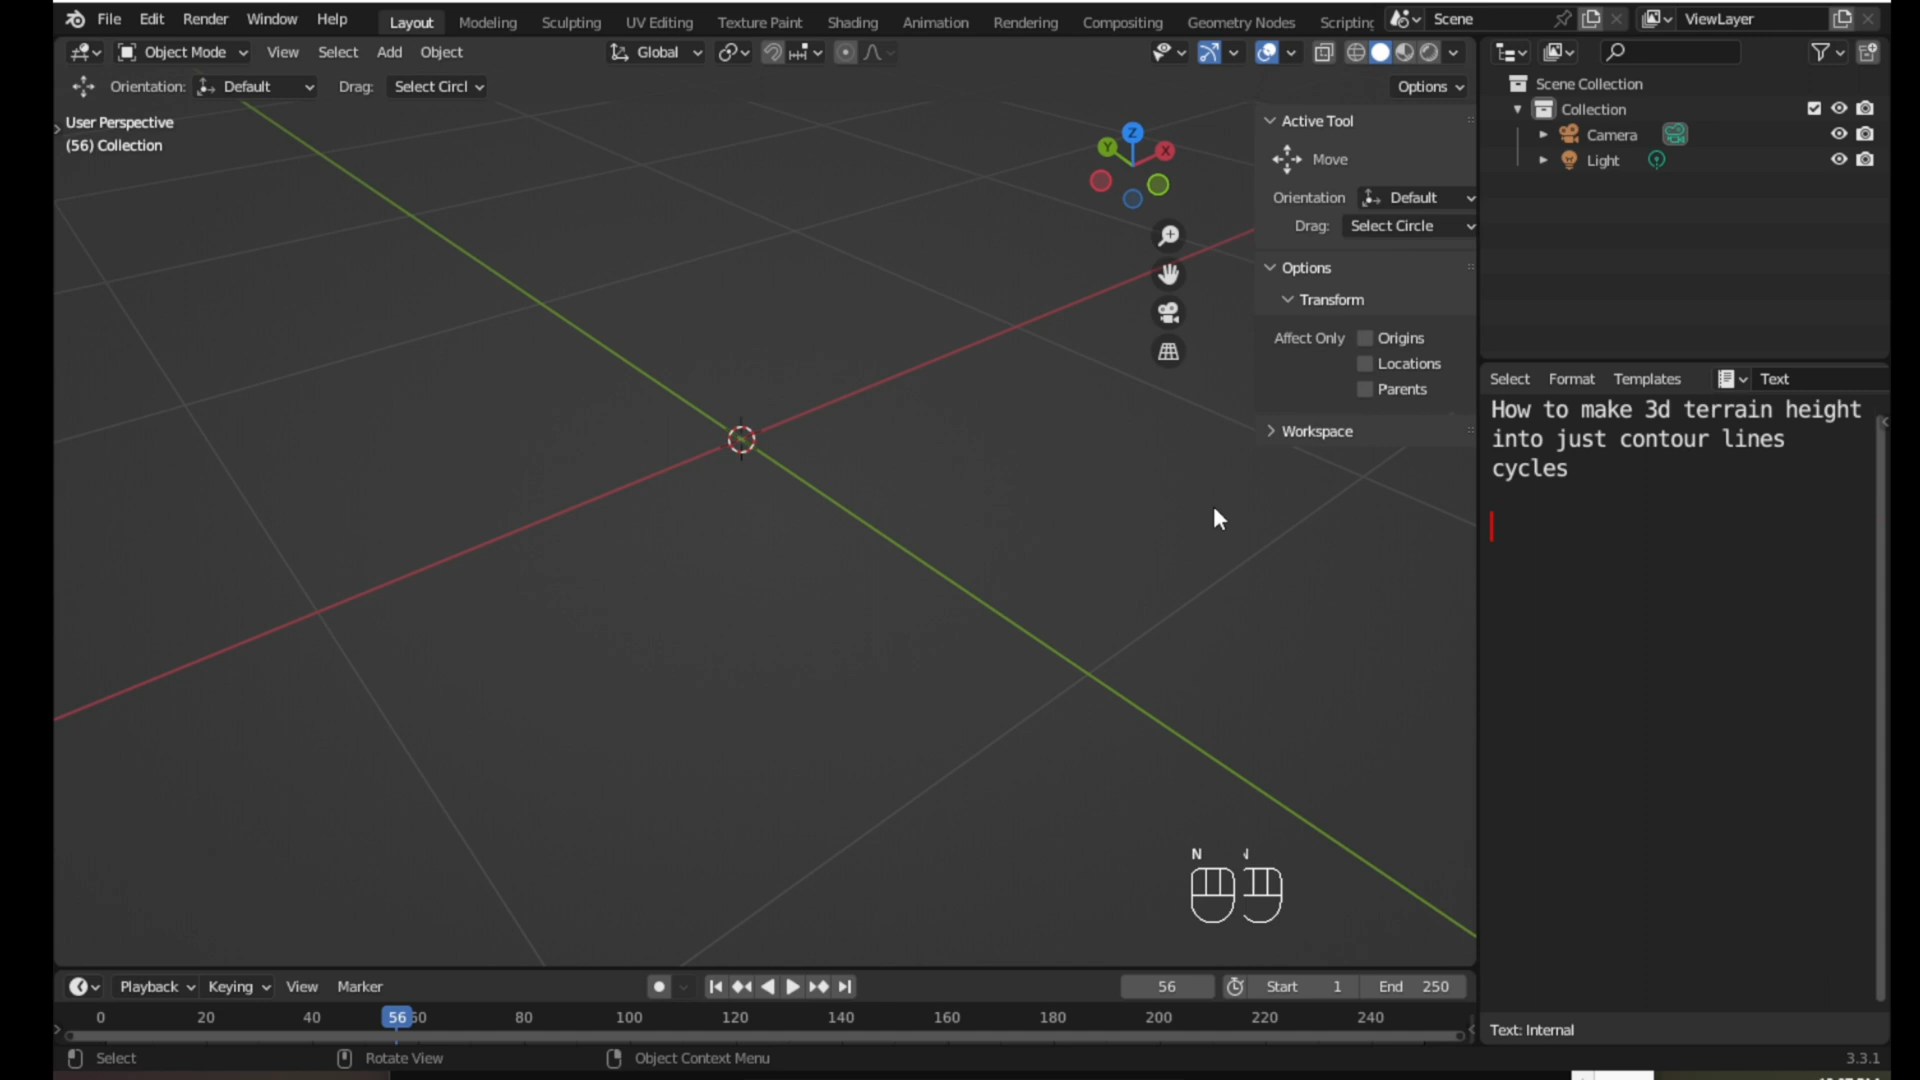 File Edit Render Window Help Layout Modeling Sculpting UV Editing Texture Paint Shading Animation Rendering Compositing Geometry Nodes Scripting Scene ViewLayer
Object Mode View Select Add Object Global
Orientation: Default Drag: Select Circl Options
User Perspective
(56) Collection
Z
Y
X
Active Tool
Move
Orientation Default
Drag: Select Circle
Options
Transform
Affect Only Origins
Locations
Parents
Workspace
Scene Collection
Collection
Camera
Light
Select Format Templates Text
How to make 3d terrain height
into just contour lines
cycles
N
Playback Keying View Marker 56 Start 1 End 250
0 20 40 56 80 100 120 140 160 180 200 220 240
Text: Internal
Select Rotate View Object Context Menu 3.3.1